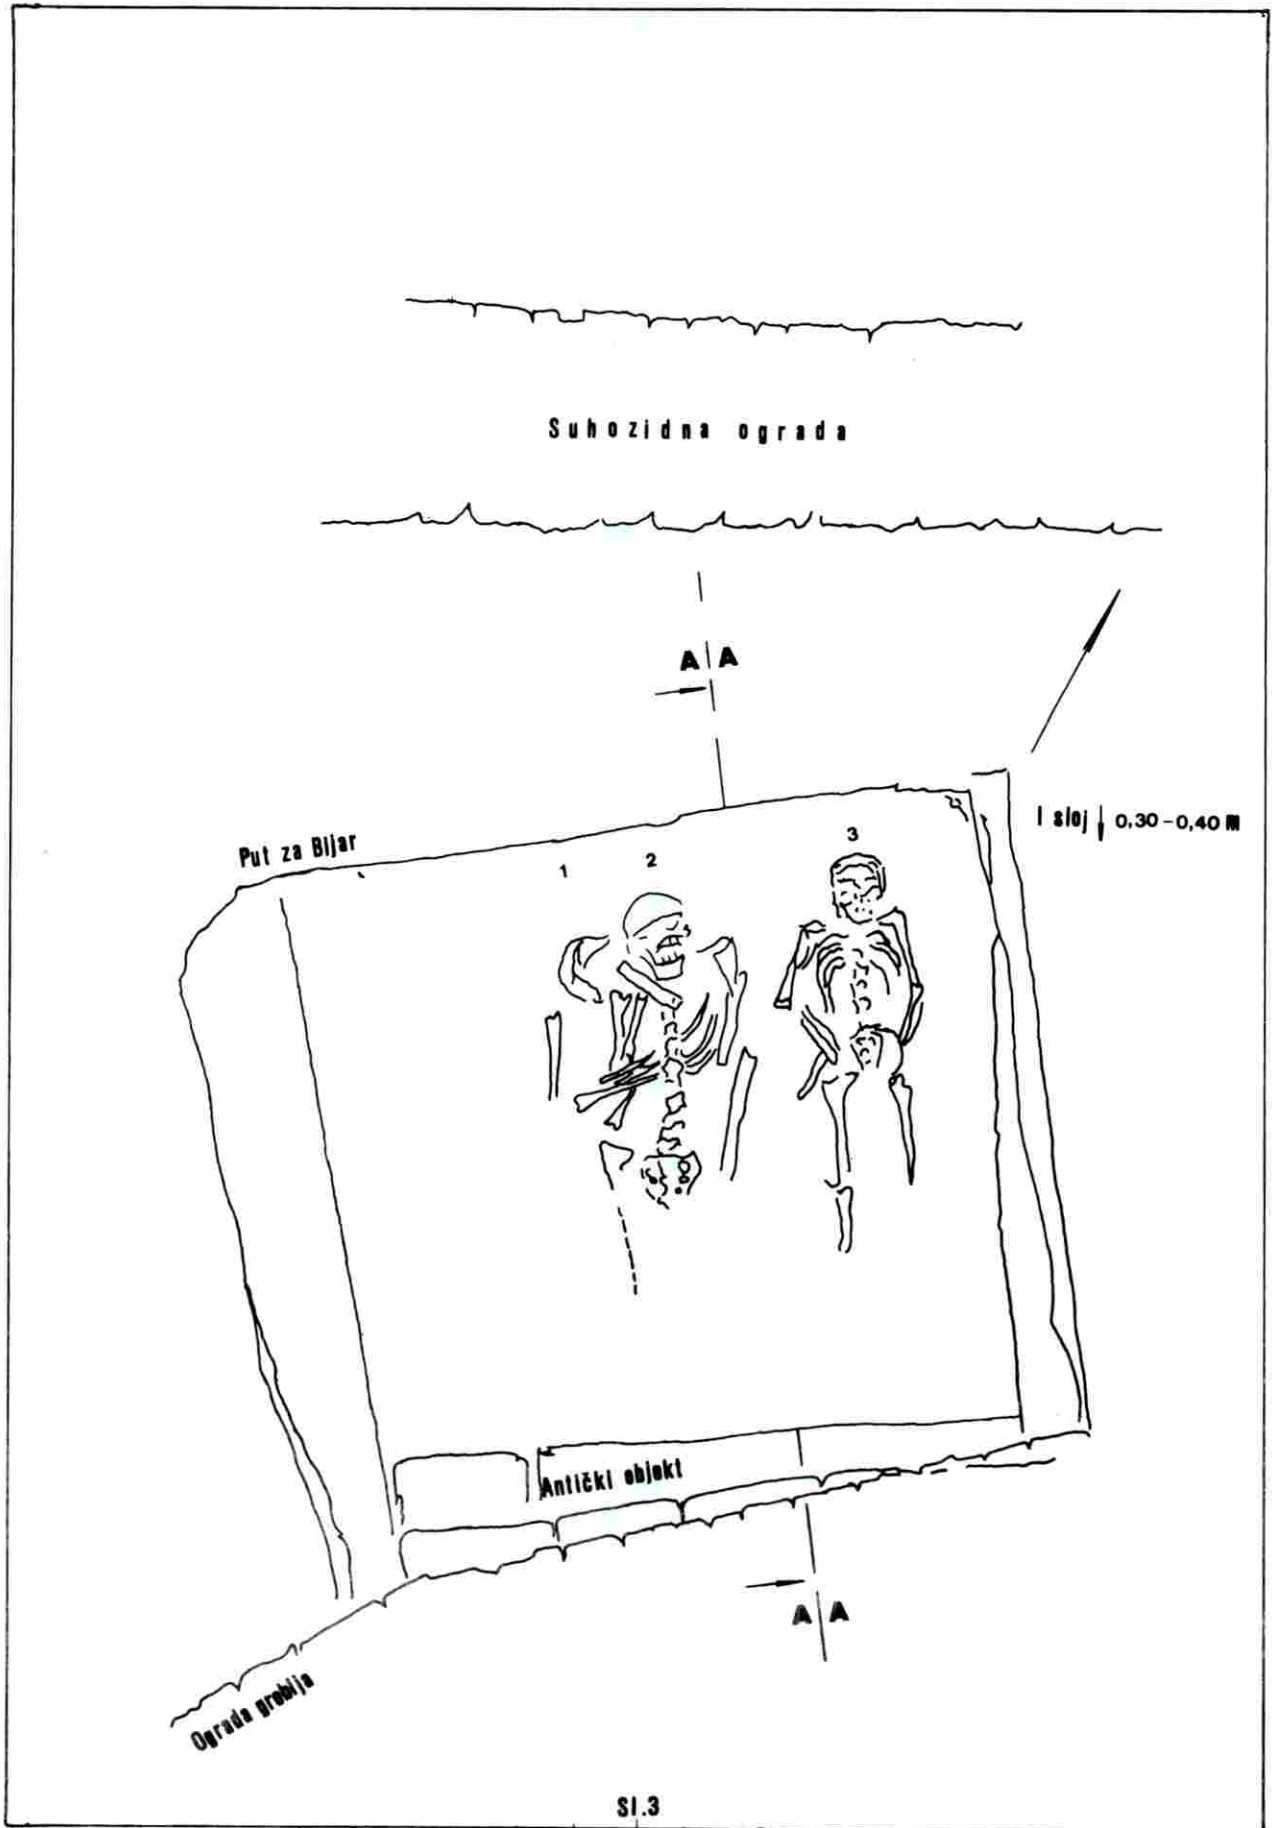 Suhozidna ograda
A A
I sloj 0,30-0,40 M
Put za Bijar
1 2 3
Antički objekt
A A
Ograda groblja
Sl.3